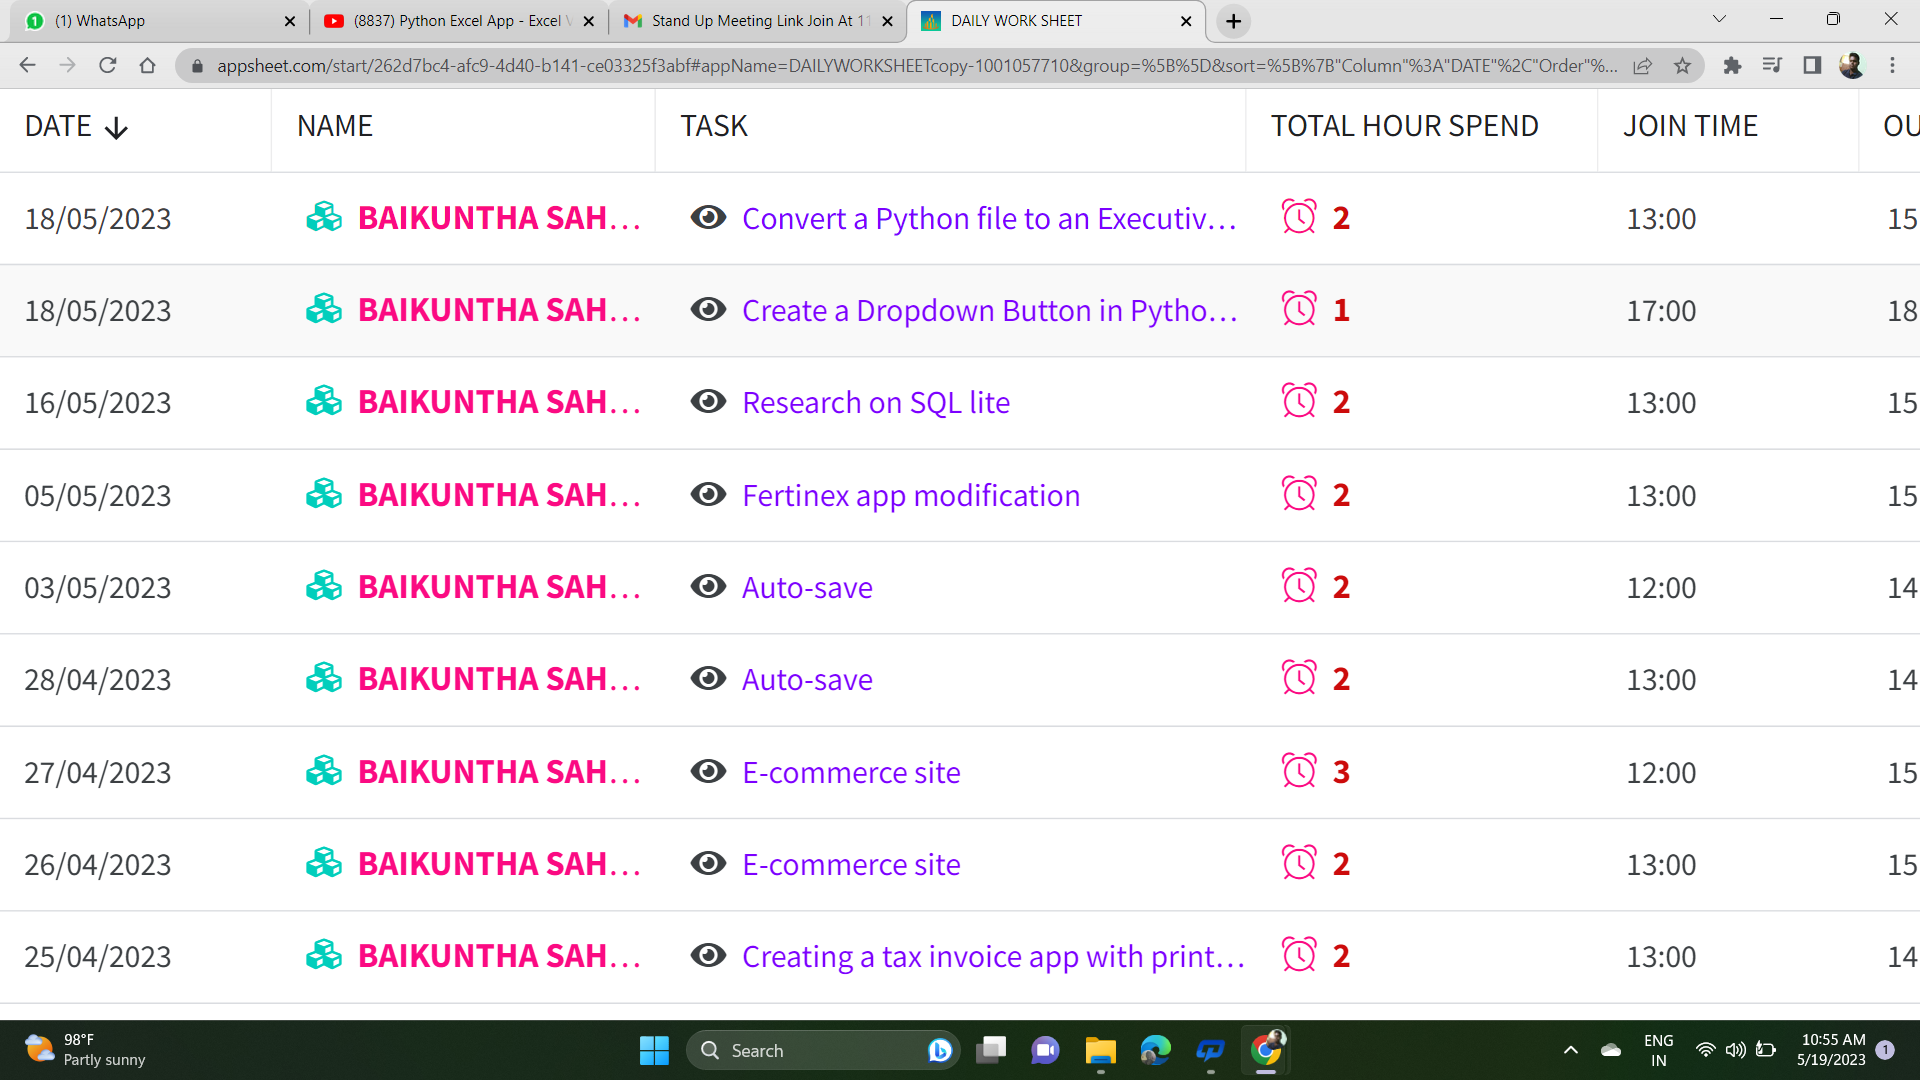 (1) WhatsApp
(8837) Python Excel App - Excel
Stand Up Meeting Link Join At 11
DAILY WORK SHEET
appsheet.com/start/262d7bc4-afc9-4d40-b141-ce03325f3abf#appName=DAILYWORKSHEETcopy-1001057710&group=%5B%5D&sort=%5B%7B"Column"%3A"DATE"%2C"Order"%...
DATE NAME TASK TOTAL HOUR SPEND JOIN TIME OU
18/05/2023 BAIKUNTHA SAH... Convert a Python file to an Executiv... 2 13:00 15
18/05/2023 BAIKUNTHA SAH... Create a Dropdown Button in Pytho... 1 17:00 18
16/05/2023 BAIKUNTHA SAH... Research on SQL lite 2 13:00 15
05/05/2023 BAIKUNTHA SAH... Fertinex app modification 2 13:00 15
03/05/2023 BAIKUNTHA SAH... Auto-save 2 12:00 14
28/04/2023 BAIKUNTHA SAH... Auto-save 2 13:00 14
27/04/2023 BAIKUNTHA SAH... E-commerce site 3 12:00 15
26/04/2023 BAIKUNTHA SAH... E-commerce site 2 13:00 15
25/04/2023 BAIKUNTHA SAH... Creating a tax invoice app with print... 2 13:00 14
98°F
Partly sunny
Search
ENG
IN
10:55 AM
5/19/2023
1